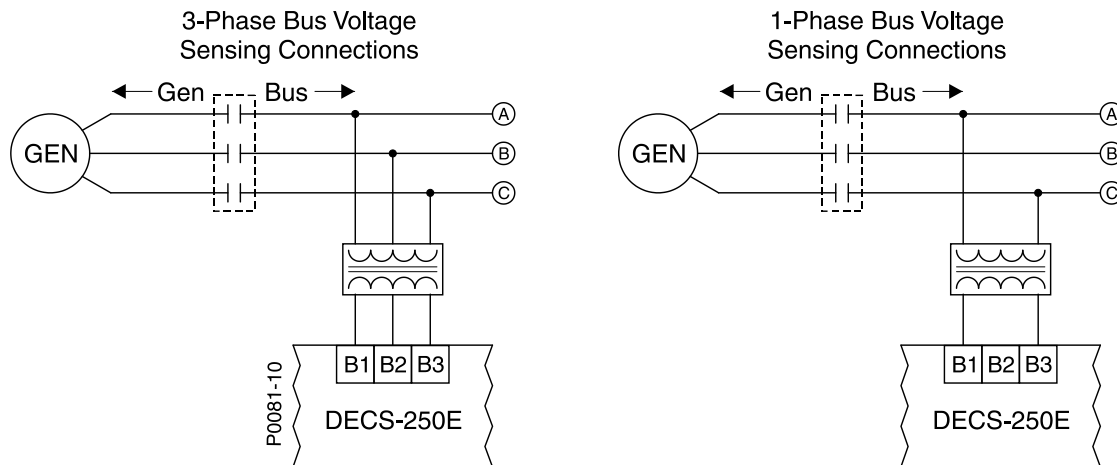 3-Phase Bus Voltage
Sensing Connections
Gen
Bus
GEN
A
B
C
B1 B2 B3
DECS-250E
P0081-10
1-Phase Bus Voltage
Sensing Connections
Gen
Bus
GEN
A
B
C
B1 B2 B3
DECS-250E